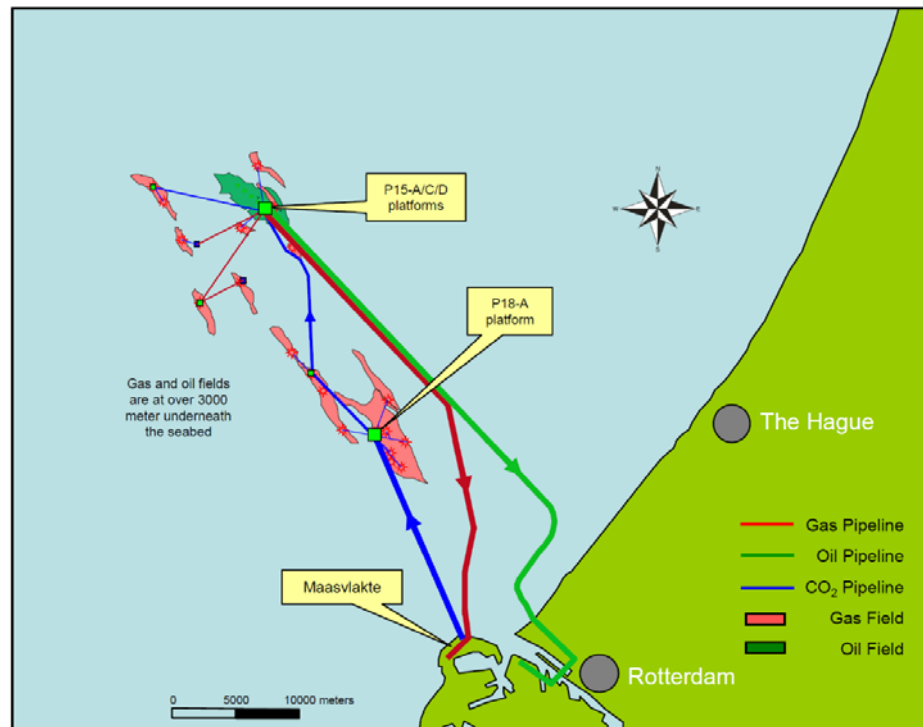 P15-A/C/D
platforms
N
W
E
S
P18-A
platform
Gas and oil fields
are at over 3000
meter underneath
the seabed
The Hague
Gas Pipeline
Oil Pipeline
CO₂ Pipeline
Gas Field
Oil Field
Maasvlakte
Rotterdam
0 5000 10000 meters